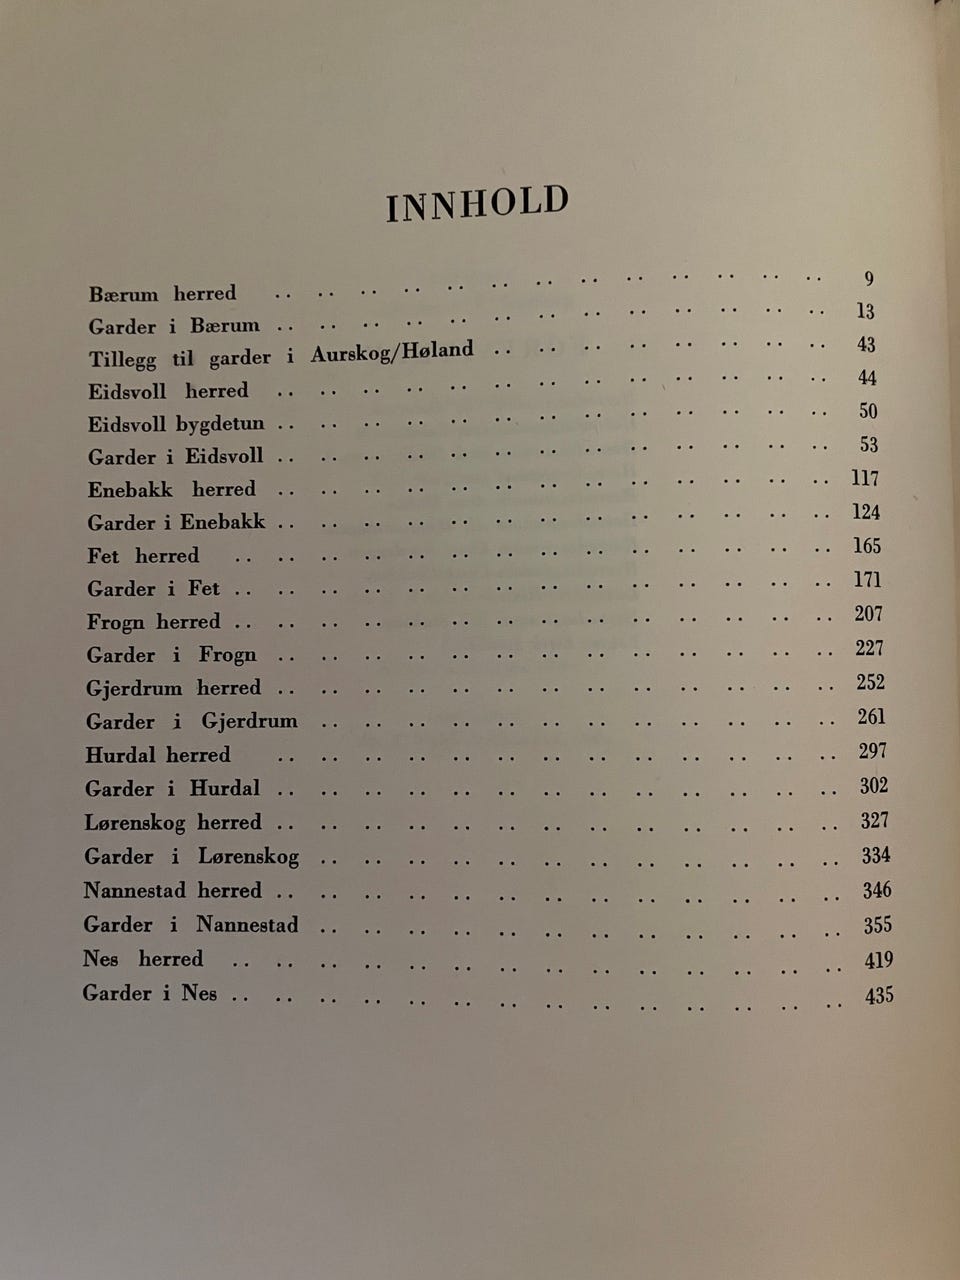 INNHOLD
Bærum herred .. .. .. .. .. .. .. .. .. .. .. .. .. 9
Garder i Bærum .. .. .. .. .. .. .. .. .. .. .. .. .. 13
Tillegg til garder i Aurskog/Høland .. .. .. .. .. .. .. .. 43
Eidsvoll herred .. .. .. .. .. .. .. .. .. .. .. .. .. 44
Eidsvoll bygdetun .. .. .. .. .. .. .. .. .. .. .. .. .. 50
Garder i Eidsvoll .. .. .. .. .. .. .. .. .. .. .. .. .. 53
Enebakk herred .. .. .. .. .. .. .. .. .. .. .. .. .. 117
Garder i Enebakk .. .. .. .. .. .. .. .. .. .. .. .. .. 124
Fet herred .. .. .. .. .. .. .. .. .. .. .. .. .. .. 165
Garder i Fet .. .. .. .. .. .. .. .. .. .. .. .. .. .. 171
Frogn herred .. .. .. .. .. .. .. .. .. .. .. .. .. .. 207
Garder i Frogn .. .. .. .. .. .. .. .. .. .. .. .. .. 227
Gjerdrum herred .. .. .. .. .. .. .. .. .. .. .. .. .. 252
Garder i Gjerdrum .. .. .. .. .. .. .. .. .. .. .. .. 261
Hurdal herred .. .. .. .. .. .. .. .. .. .. .. .. .. 297
Garder i Hurdal .. .. .. .. .. .. .. .. .. .. .. .. .. 302
Lørenskog herred .. .. .. .. .. .. .. .. .. .. .. .. .. 327
Garder i Lørenskog .. .. .. .. .. .. .. .. .. .. .. .. 334
Nannestad herred .. .. .. .. .. .. .. .. .. .. .. .. .. 346
Garder i Nannestad .. .. .. .. .. .. .. .. .. .. .. .. 355
Nes herred .. .. .. .. .. .. .. .. .. .. .. .. .. .. 419
Garder i Nes .. .. .. .. .. .. .. .. .. .. .. .. .. .. 435